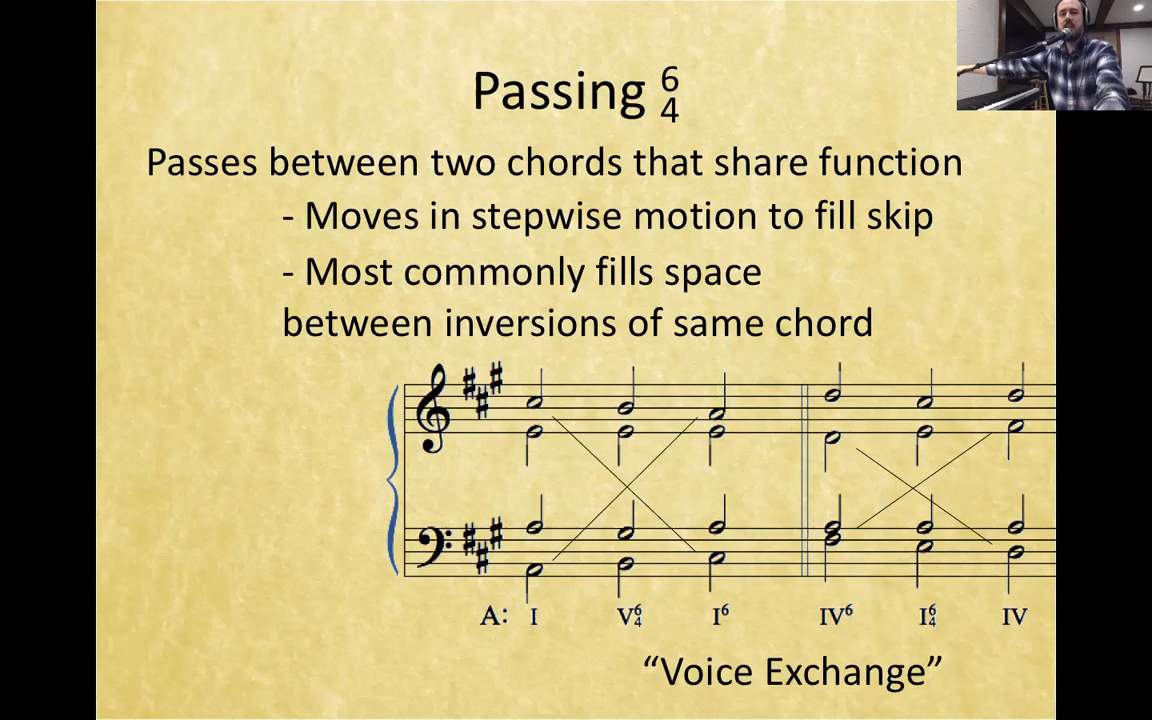 Passing 6/4
Passes between two chords that share function
- Moves in stepwise motion to fill skip
- Most commonly fills space
between inversions of same chord
A: I V6/4 I6 IV6 I6/4 IV
“Voice Exchange”